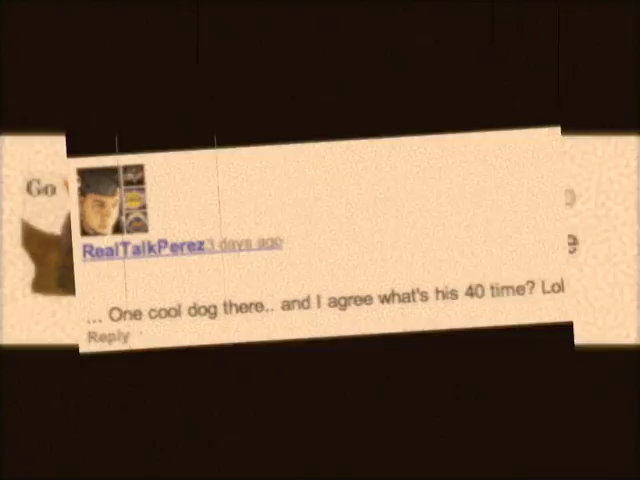 Go
RealTalkPerez 3 days ago
... One cool dog there.. and I agree what's his 40 time? Lol
Reply
e